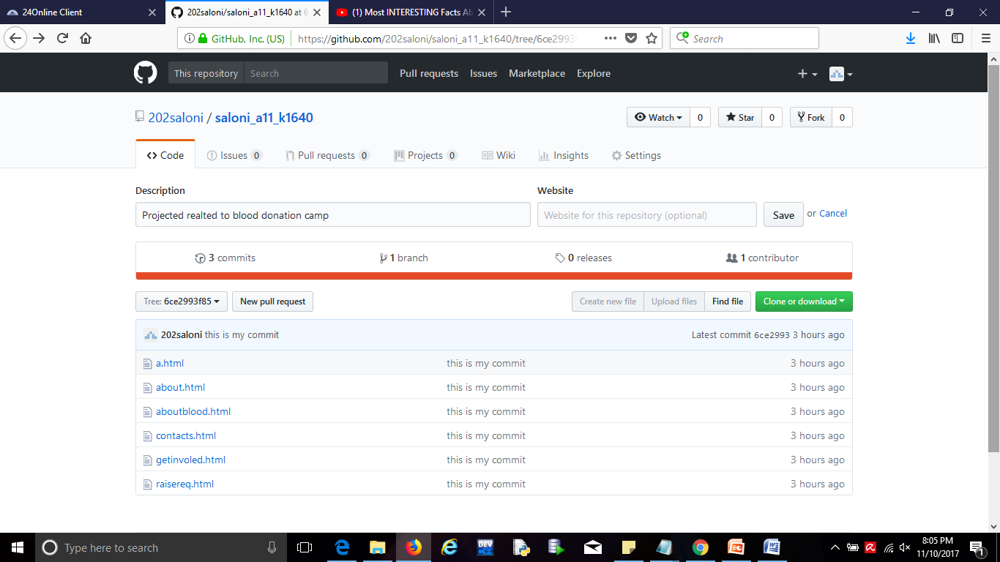 24Online Client
202saloni/saloni_a11_k1640 at 6
(1) Most INTERESTING Facts Ab
GitHub, Inc. (US)
https://github.com/202saloni/saloni_a11_k1640/tree/6ce2993
Search
This repository
Search
Pull requests
Issues
Marketplace
Explore
202saloni / saloni_a11_k1640
Watch 0
Star 0
Fork 0
Code
Issues 0
Pull requests 0
Projects 0
Wiki
Insights
Settings
Description
Website
Projected realted to blood donation camp
Website for this repository (optional)
Save
or Cancel
3 commits
1 branch
0 releases
1 contributor
Tree: 6ce2993f85
New pull request
Create new file
Upload files
Find file
Clone or download
202saloni this is my commit
Latest commit 6ce2993 3 hours ago
a.html this is my commit 3 hours ago
about.html this is my commit 3 hours ago
aboutblood.html this is my commit 3 hours ago
contacts.html this is my commit 3 hours ago
getinvoled.html this is my commit 3 hours ago
raisereq.html this is my commit 3 hours ago
Type here to search
DEV
8:05 PM
11/10/2017
1